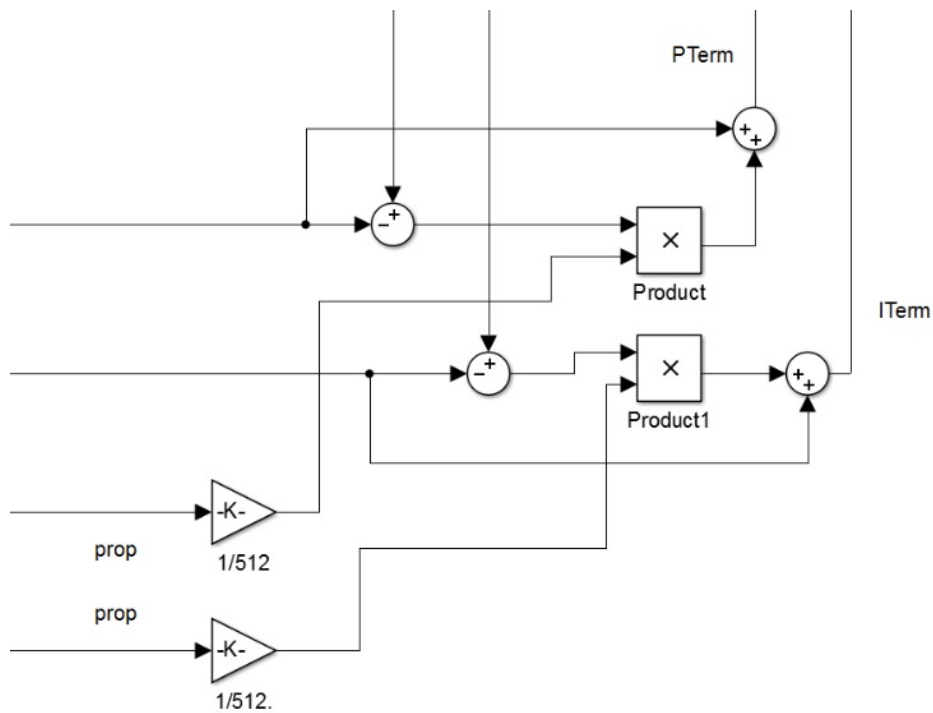 PTerm
+
+
+
-
×
Product
ITerm
+
-
×
+
+
Product1
-K-
prop
1/512
prop
-K-
1/512.